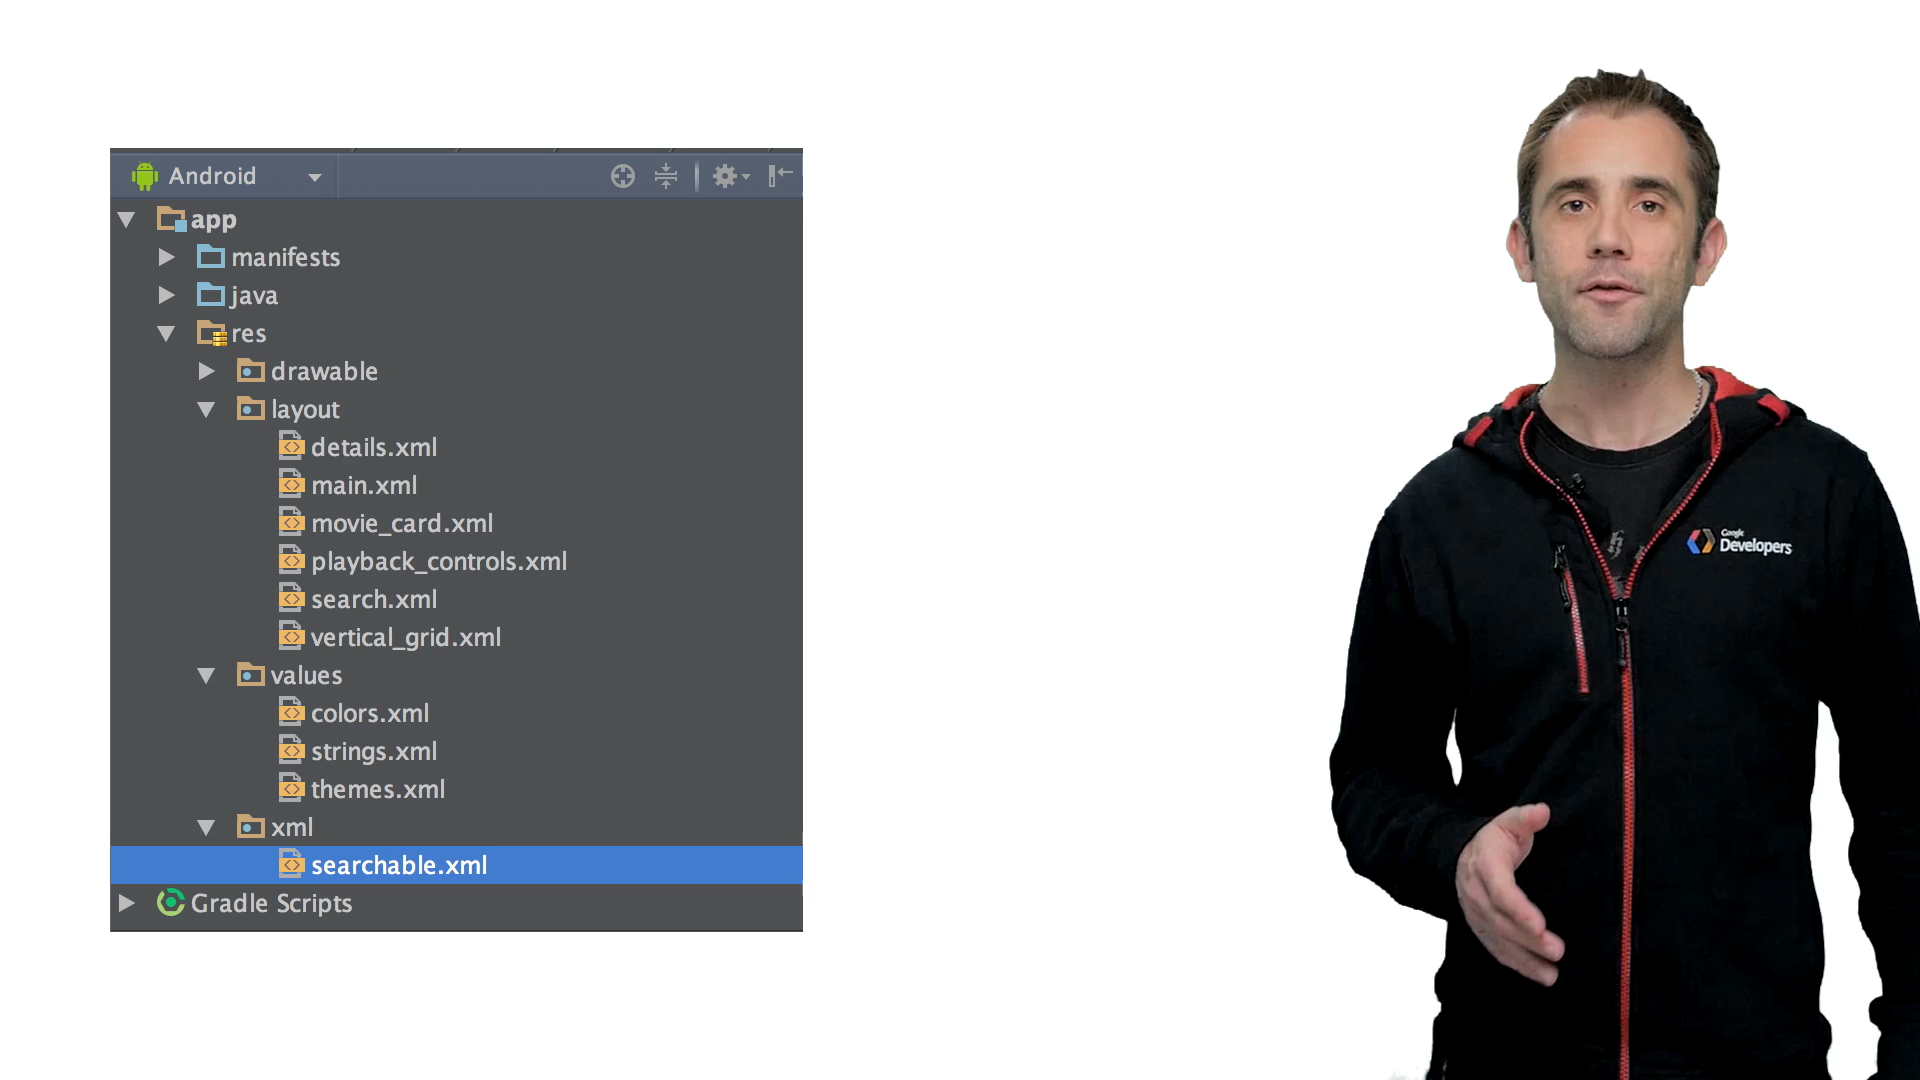 Android
app
manifests
java
res
drawable
layout
details.xml
main.xml
movie_card.xml
playback_controls.xml
search.xml
vertical_grid.xml
values
colors.xml
strings.xml
themes.xml
xml
searchable.xml
Gradle Scripts
Google
Developers